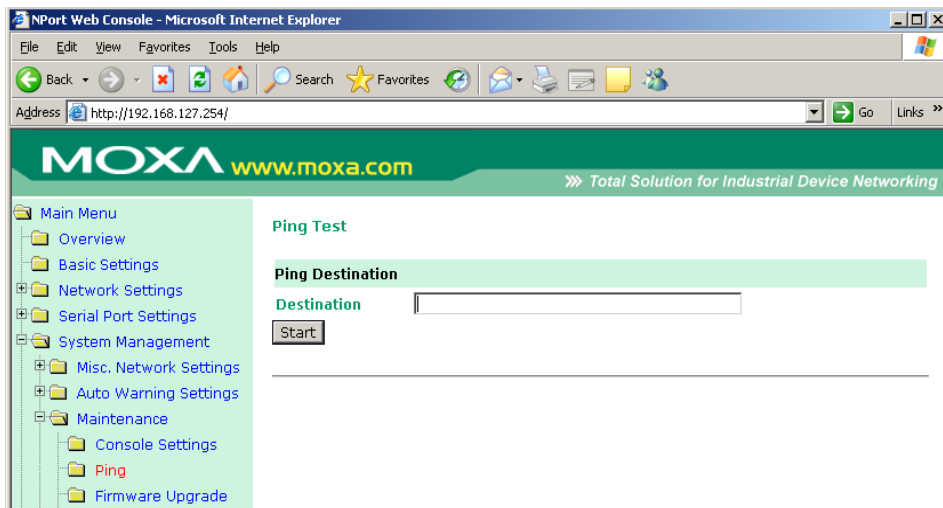 NPort Web Console - Microsoft Internet Explorer
File Edit View Favorites Tools Help
Back Search Favorites
Address http://192.168.127.254/ Go Links »
MOXA www.moxa.com
Total Solution for Industrial Device Networking
Main Menu
Overview
Basic Settings
Network Settings
Serial Port Settings
System Management
Misc. Network Settings
Auto Warning Settings
Maintenance
Console Settings
Ping
Firmware Upgrade
Ping Test
Ping Destination
Destination
Start